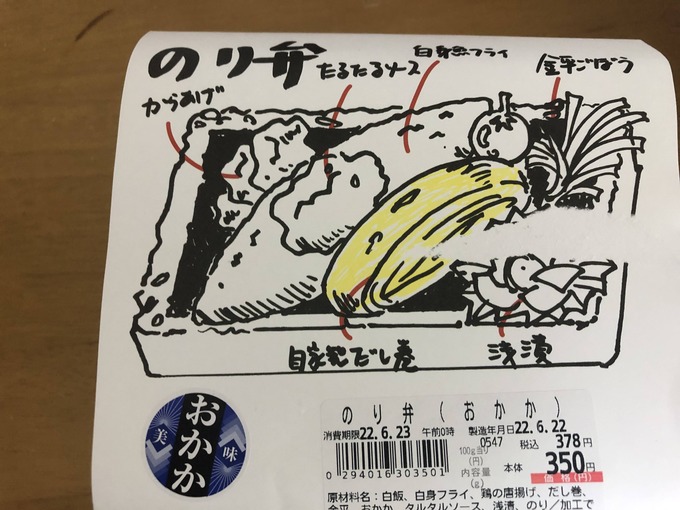 のり弁
白身魚フライ
たるたるソース
金平ごぼう
からあげ
自家製だし巻
浅漬
美味
おかか
のり弁(おかか)
消費期限22.6.23 午前0時 製造年月日22.6.22
0547 税込 378円
100g当り
(円)
内容量
(g)
本体 350円
価格(円)
0294016303501
原材料名:白飯、白身フライ、鶏の唐揚げ、だし巻、
金平、おかか、タルタルソース、浅漬、のり/加工で